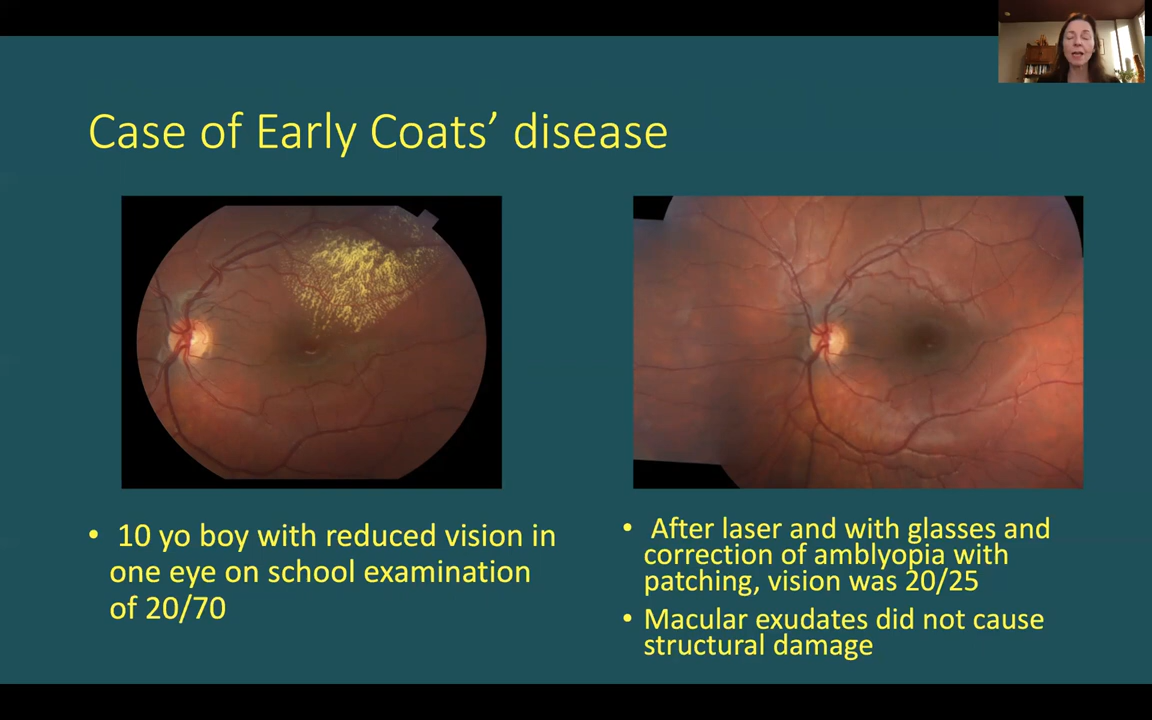 Case of Early Coats’ disease
• 10 yo boy with reduced vision in
one eye on school examination
of 20/70
• After laser and with glasses and
correction of amblyopia with
patching, vision was 20/25
• Macular exudates did not cause
structural damage